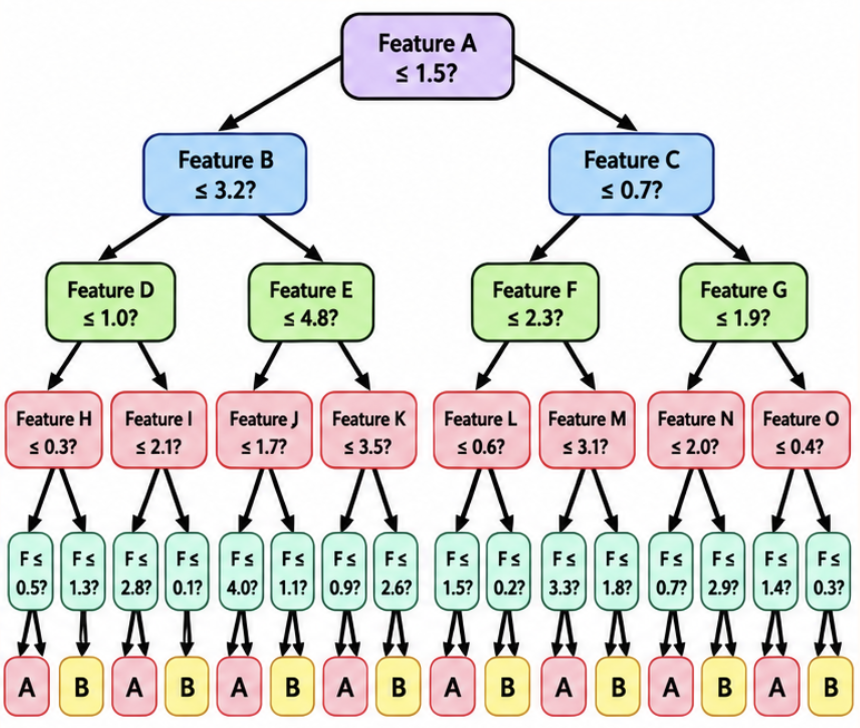 Feature A
≤ 1.5?
Feature B
≤ 3.2?
Feature C
≤ 0.7?
Feature D
≤ 1.0?
Feature E
≤ 4.8?
Feature F
≤ 2.3?
Feature G
≤ 1.9?
Feature H
≤ 0.3?
Feature I
≤ 2.1?
Feature J
≤ 1.7?
Feature K
≤ 3.5?
Feature L
≤ 0.6?
Feature M
≤ 3.1?
Feature N
≤ 2.0?
Feature O
≤ 0.4?
F ≤
0.5?
F ≤
1.3?
F ≤
2.8?
F ≤
0.1?
F ≤
4.0?
F ≤
1.1?
F ≤
0.9?
F ≤
2.6?
F ≤
1.5?
F ≤
0.2?
F ≤
3.3?
F ≤
1.8?
F ≤
0.7?
F ≤
2.9?
F ≤
1.4?
F ≤
0.3?
A
B
A
B
A
B
A
B
A
B
A
B
A
B
A
B